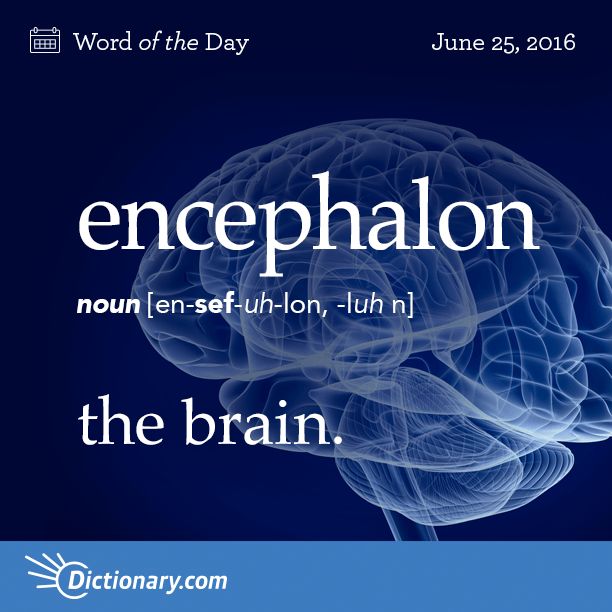 Word of the Day
June 25, 2016
encephalon
noun [en-sef-uh-lon, -luh n]
the brain.
Dictionary.com